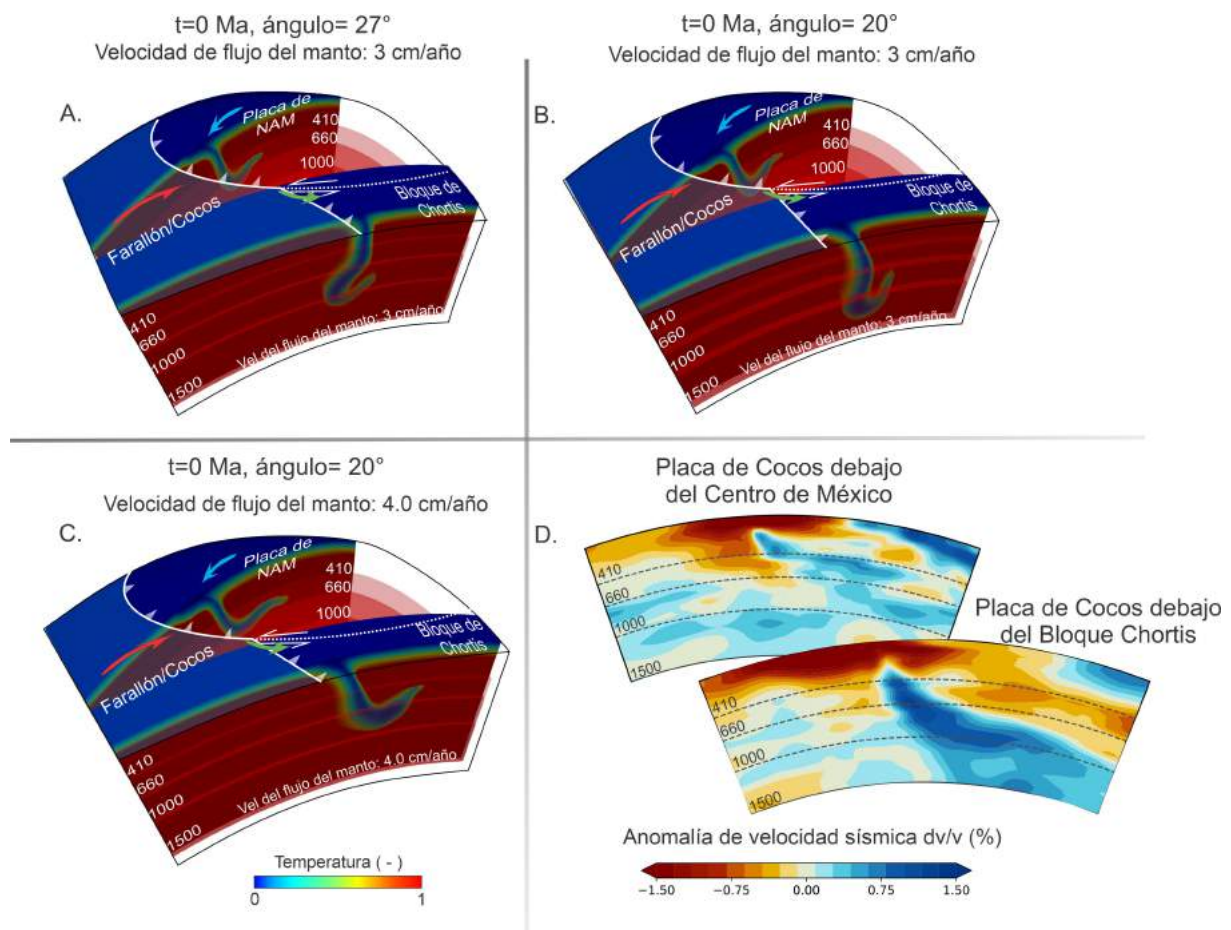 t=0 Ma, ángulo= 27°
Velocidad de flujo del manto: 3 cm/año
A.
Placa de
NAM
410
660
1000
Farallón/Cocos
Bloque de
Chortis
410
660
1000
1500
Vel del flujo del manto: 3 cm/año
t=0 Ma, ángulo= 20°
Velocidad de flujo del manto: 3 cm/año
B.
Placa de
NAM
410
660
1000
Farallón/Cocos
Bloque de
Chortis
410
660
1000
1500
Vel del flujo del manto: 3 cm/año
t=0 Ma, ángulo= 20°
Velocidad de flujo del manto: 4.0 cm/año
C.
Placa de
NAM
410
660
1000
Farallón/Cocos
Bloque de
Chortis
410
660
1000
1500
Vel del flujo del manto: 4.0 cm/año
Temperatura ( - )
0 1
Placa de Cocos debajo
del Centro de México
D.
410
660
1000
1500
Placa de Cocos debajo
del Bloque Chortis
410
660
1000
1500
Anomalía de velocidad sísmica dv/v (%)
−1.50 −0.75 0.00 0.75 1.50